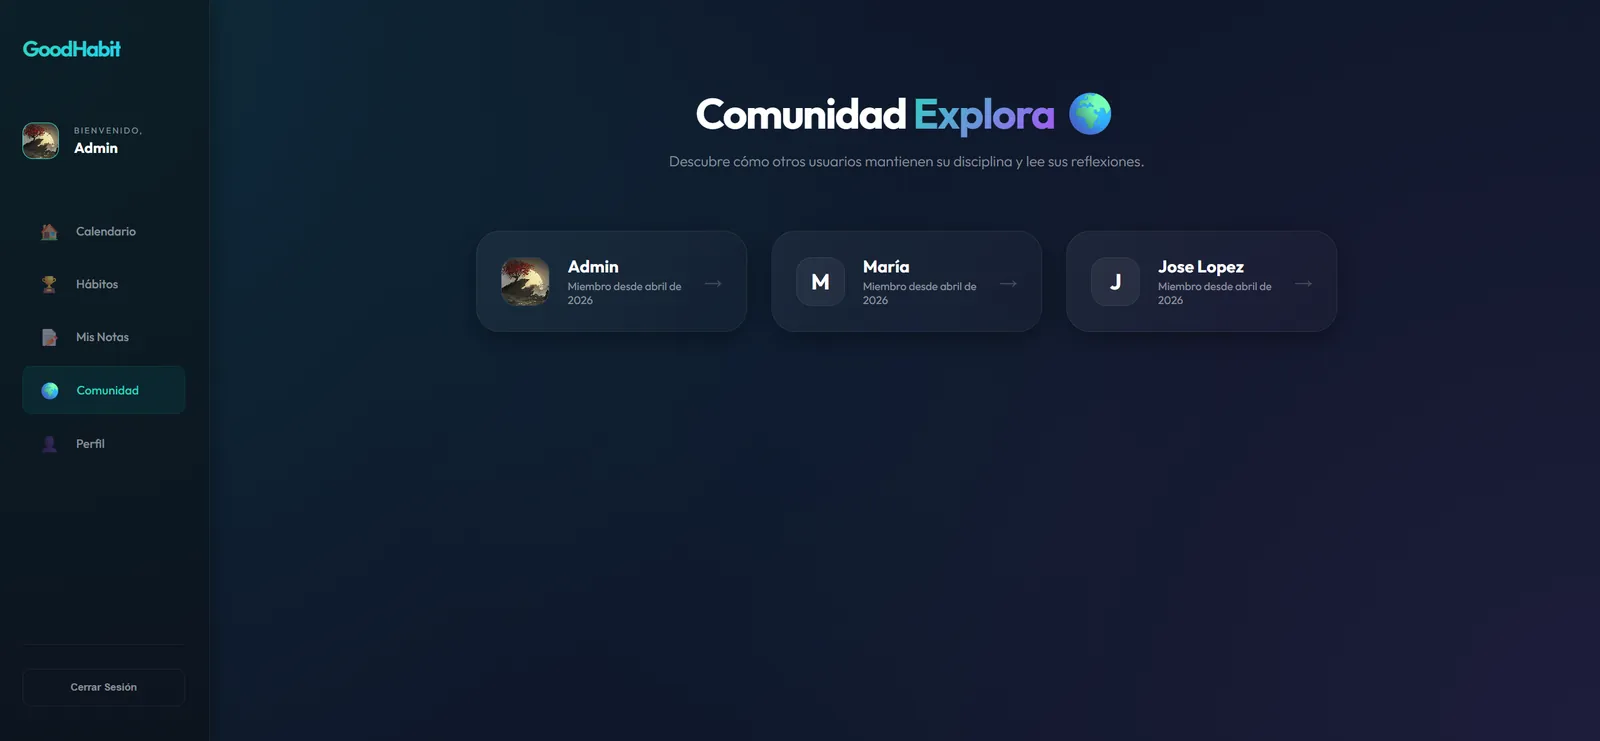 GoodHabit
BIENVENIDO,
Admin
Calendario
Hábitos
Mis Notas
Comunidad
Perfil
Cerrar Sesión
Comunidad Explora
Descubre cómo otros usuarios mantienen su disciplina y lee sus reflexiones.
Admin
Miembro desde abril de
2026
→
M
María
Miembro desde abril de
2026
→
J
Jose Lopez
Miembro desde abril de
2026
→